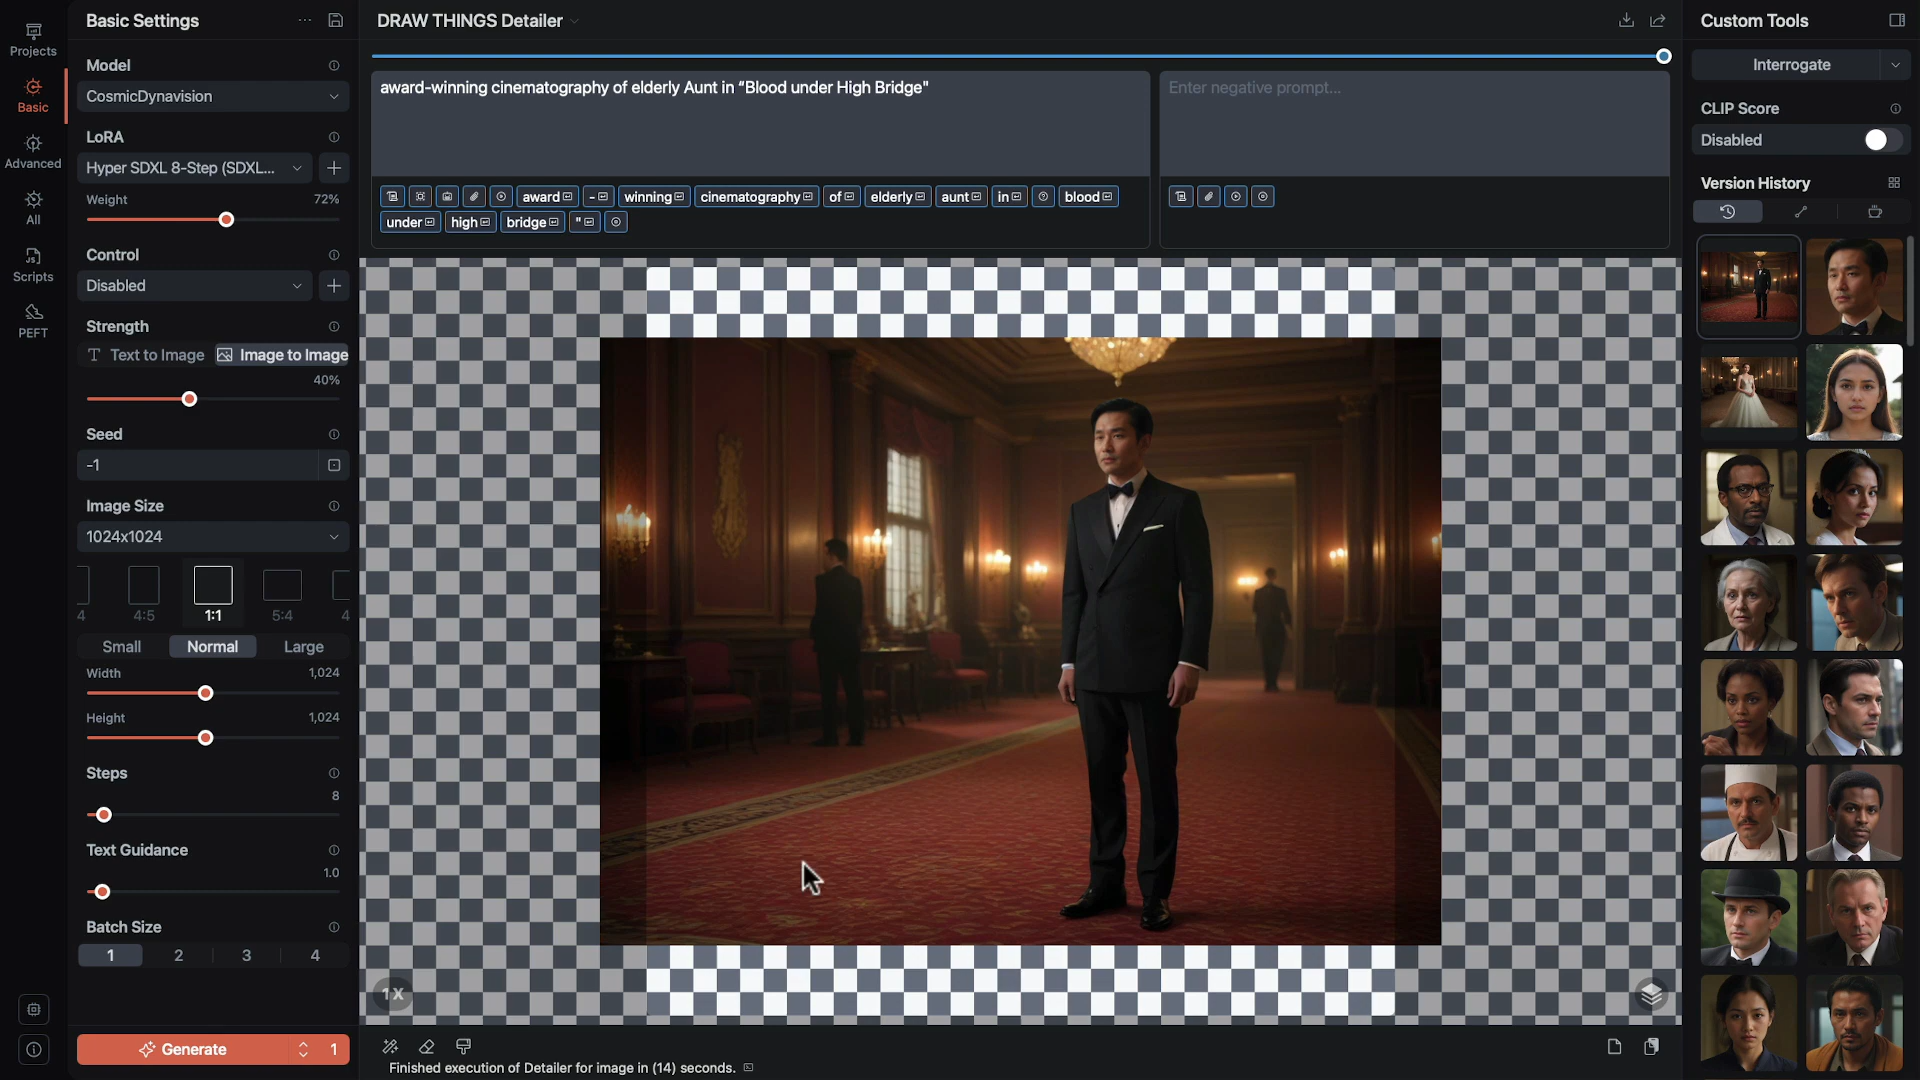 Projects
Basic
Advanced
All
Scripts
PEFT
Basic Settings
Model
CosmicDynavision
LoRA
Hyper SDXL 8-Step (SDXL...
Weight 72%
Control
Disabled
Strength
Text to Image Image to Image
40%
Seed
-1
Image Size
1024x1024
4 4:5 1:1 5:4 4
Small Normal Large
Width 1,024
Height 1,024
Steps
8
Text Guidance
1.0
Batch Size
1 2 3 4
Generate 1
DRAW THINGS Detailer
award-winning cinematography of elderly Aunt in “Blood under High Bridge"
award - winning cinematography of elderly aunt in blood
under high bridge "
Enter negative prompt...
1 X
Finished execution of Detailer for image in (14) seconds.
Custom Tools
Interrogate
CLIP Score
Disabled
Version History